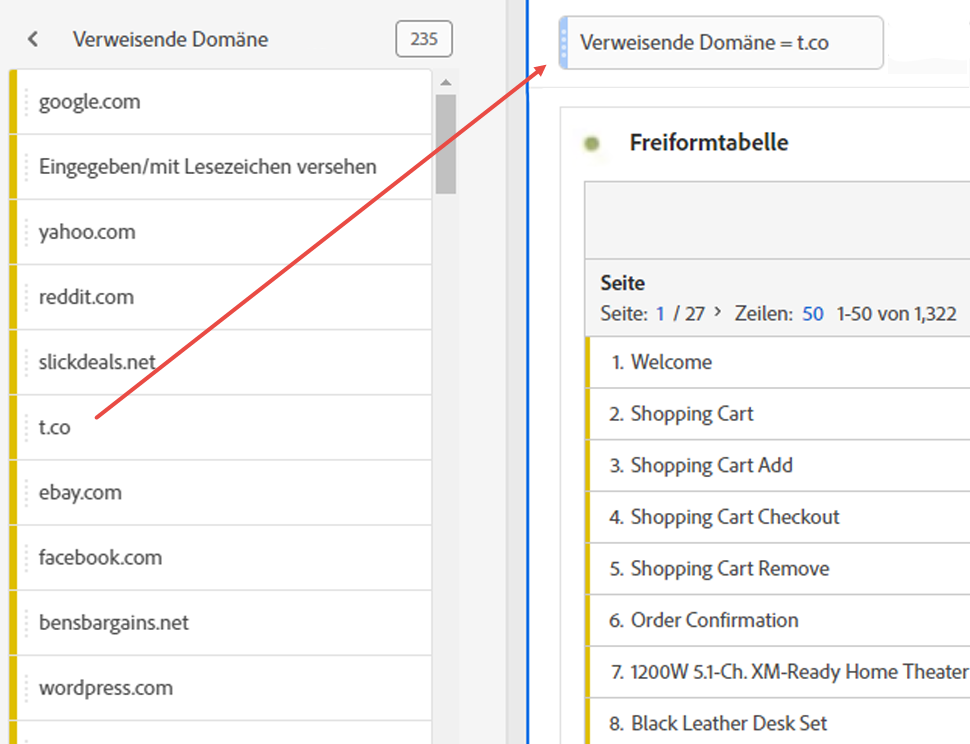 Verweisende Domäne
235
google.com
Eingegeben/mit Lesezeichen versehen
yahoo.com
reddit.com
slickdeals.net
t.co
ebay.com
facebook.com
bensbargains.net
wordpress.com
Verweisende Domäne = t.co
Freiformtabelle
Seite
Seite: 1 / 27 > Zeilen: 50 1-50 von 1,322
1. Welcome
2. Shopping Cart
3. Shopping Cart Add
4. Shopping Cart Checkout
5. Shopping Cart Remove
6. Order Confirmation
7. 1200W 5.1-Ch. XM-Ready Home Theater
8. Black Leather Desk Set